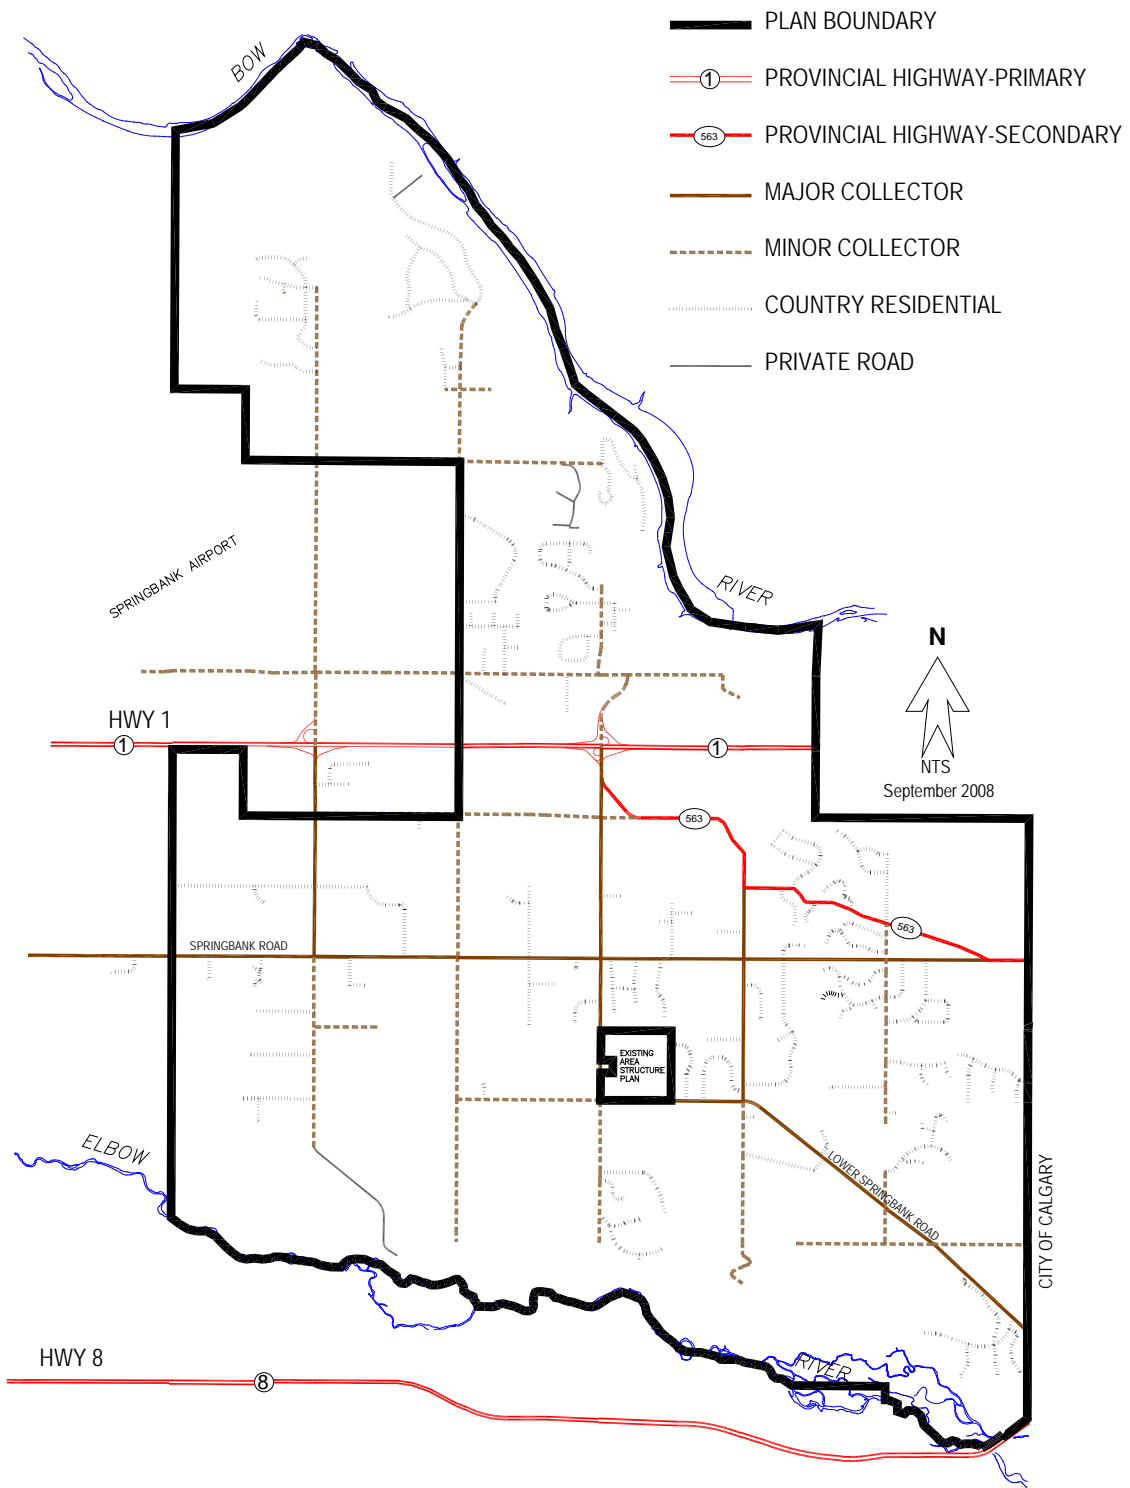 PLAN BOUNDARY
1 PROVINCIAL HIGHWAY-PRIMARY
563 PROVINCIAL HIGHWAY-SECONDARY
MAJOR COLLECTOR
MINOR COLLECTOR
COUNTRY RESIDENTIAL
PRIVATE ROAD
BOW
SPRINGBANK AIRPORT
RIVER
N
NTS
September 2008
HWY 1
1
1
563
563
SPRINGBANK ROAD
EXISTING
AREA
STRUCTURE
PLAN
ELBOW
LOWER SPRINGBANK ROAD
CITY OF CALGARY
RIVER
HWY 8
8